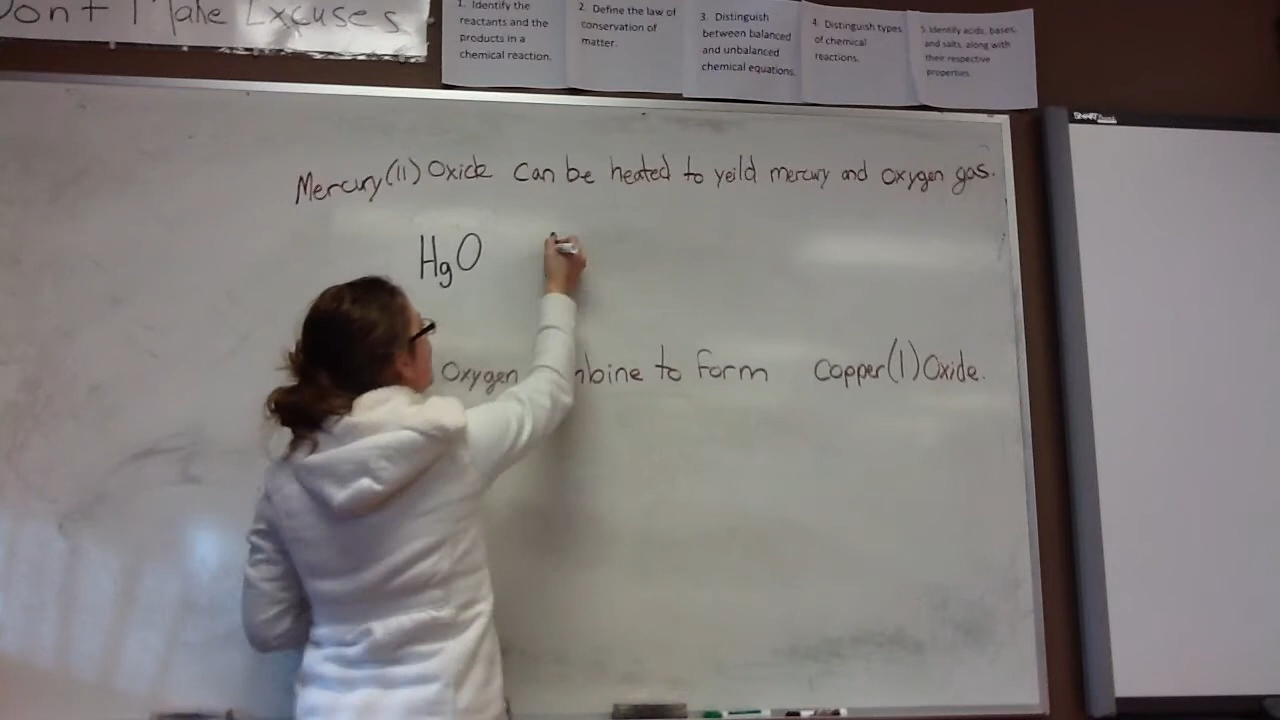 Don't Make Excuses
1. Identify the
reactants and the
products in a
chemical reaction.
2. Define the law of
conservation of
matter.
3. Distinguish
between balanced
and unbalanced
chemical equations.
4. Distinguish types
of chemical
reactions.
5. Identify acids, bases,
and salts, along with
their respective
properties.
SMART
Mercury(II) Oxide can be heated to yeild mercury and oxygen gas.
HgO
Oxygen to form Copper(I) Oxide.